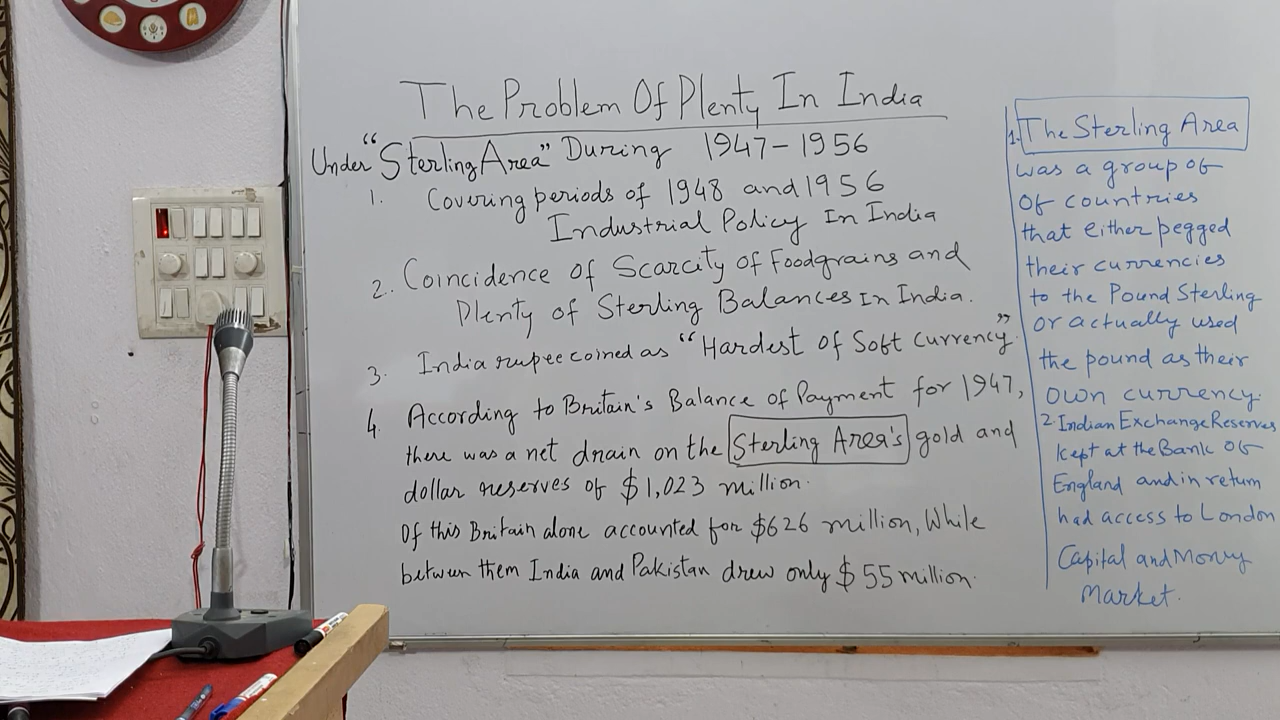 The Problem Of Plenty In India
Under "Sterling Area" During 1947-1956
1. Covering periods of 1948 and 1956
Industrial Policy In India
2. Coincidence of Scarcity of Foodgrains and
Plenty of Sterling Balances In India.
3. India rupee coined as "Hardest of Soft Currency"
4. According to Britain's Balance of Payment for 1947,
there was a net drain on the Sterling Area's gold and
dollar reserves of $1,023 million.
Of this Britain alone accounted for $626 million, While
between them India and Pakistan drew only $55 million.
1. The Sterling Area
was a group of
of countries
that either pegged
their currencies
to the Pound Sterling
or actually used
the pound as their
own currency.
2. Indian Exchange Reserves
kept at the Bank of
England and in return
had access to London
Capital and Money
Market.